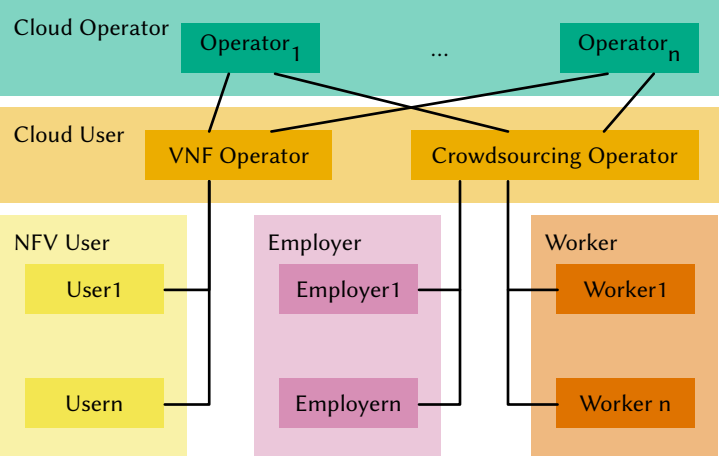 Cloud Operator
Operator1 ... Operatorn
Cloud User
VNF Operator Crowdsourcing Operator
NFV User Employer Worker
User1 Employer1 Worker1
Usern Employern Worker n